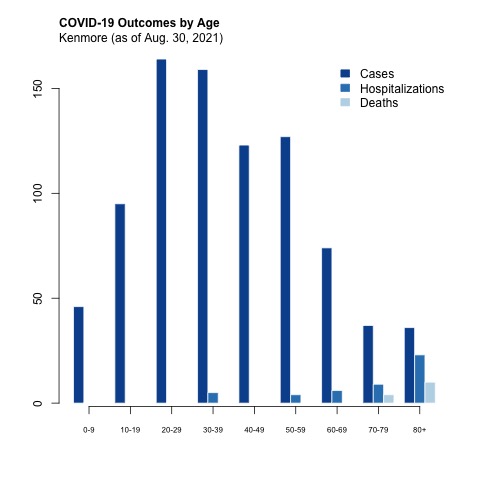 COVID-19 Outcomes by Age
Kenmore (as of Aug. 30, 2021)
Cases
Hospitalizations
Deaths
150
100
50
0
0-9 10-19 20-29 30-39 40-49 50-59 60-69 70-79 80+